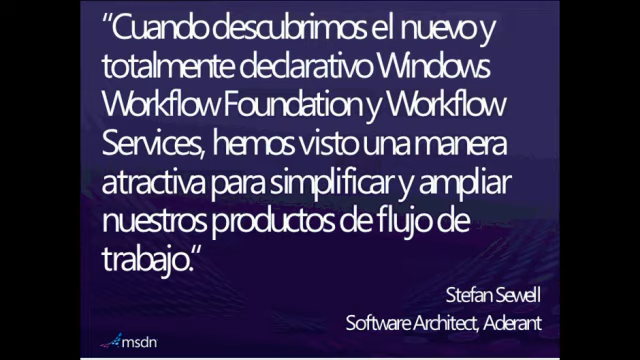 “Cuando descubrimos el nuevo y
totalmente declarativo Windows
Workflow Foundation y Workflow
Services, hemos visto una manera
atractiva para simplificar y ampliar
nuestros productos de flujo de
trabajo.“
Stefan Sewell
Software Architect, Aderant
msdn